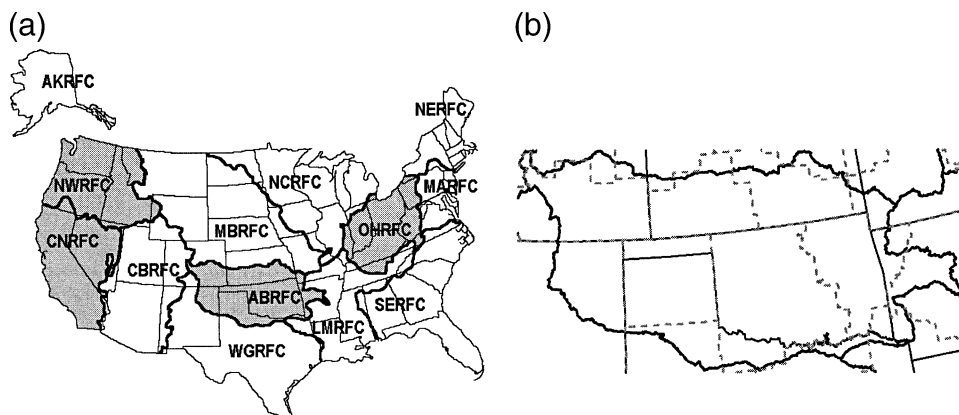 (a)
(b)
AKRFC
NERFC
NWRFC
NCRFC
MARFC
MBRFC
OHRFC
CNRFC
CBRFC
ABRFC
SERFC
LMRFC
WGRFC